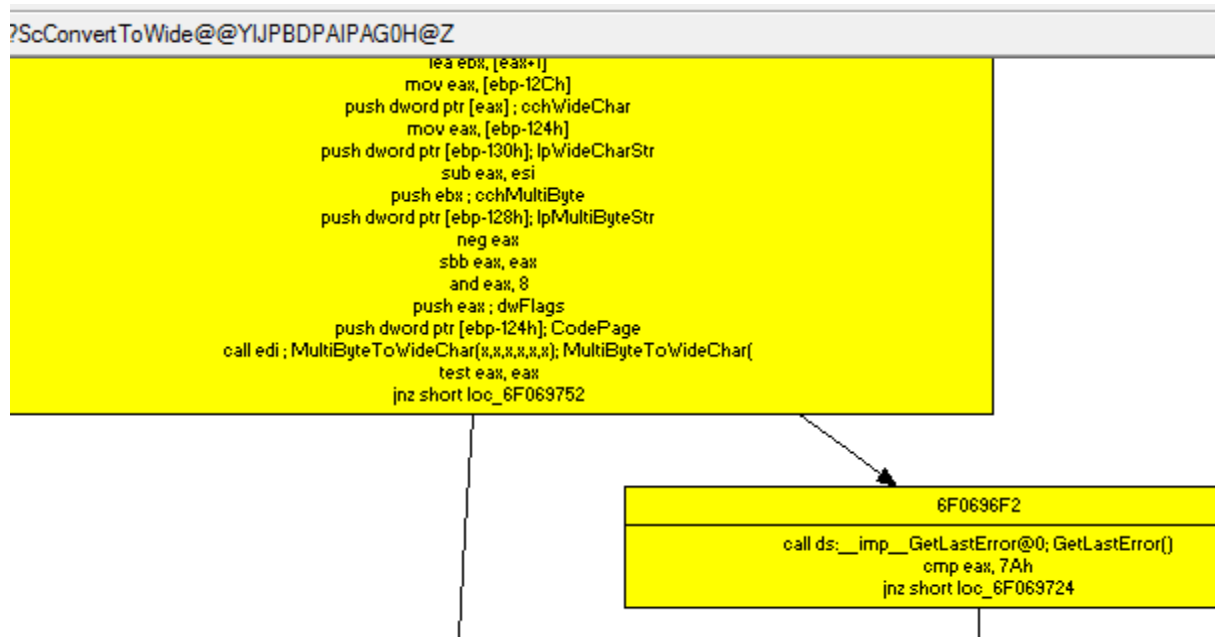 ?ScConvertToWide@@YIJPBDPAIPAG0H@Z
lea ebx, [eax+1]
mov eax, [ebp-12Ch]
push dword ptr [eax] ; cchWideChar
mov eax, [ebp-124h]
push dword ptr [ebp-130h]; lpWideCharStr
sub eax, esi
push ebx ; cchMultiByte
push dword ptr [ebp-128h]; lpMultiByteStr
neg eax
sbb eax, eax
and eax, 8
push eax ; dwFlags
push dword ptr [ebp-124h]; CodePage
call edi ; MultiByteToWideChar(x,x,x,x,x,x); MultiByteToWideChar(
test eax, eax
jnz short loc_6F069752
6F0696F2
call ds:__imp__GetLastError@0; GetLastError()
cmp eax, 7Ah
jnz short loc_6F069724